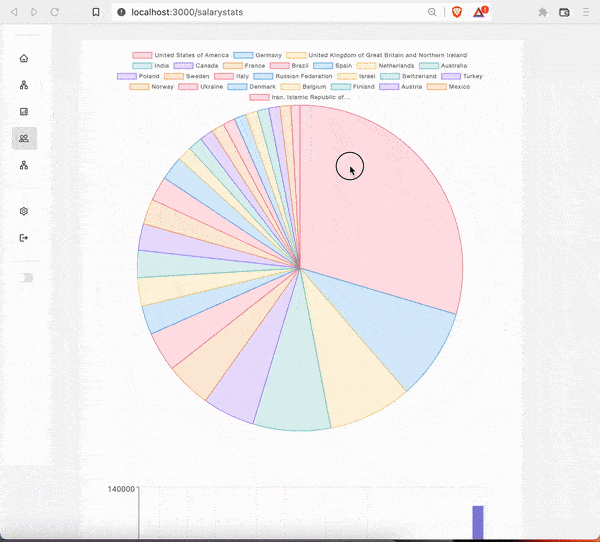 localhost:3000/salarystats
United States of America Germany United Kingdom of Great Britain and Northern Ireland
India Canada France Brazil Spain Netherlands Australia
Poland Sweden Italy Russian Federation Israel Switzerland Turkey
Norway Ukraine Denmark Belgium Finland Austria Mexico
Iran, Islamic Republic of...
140000